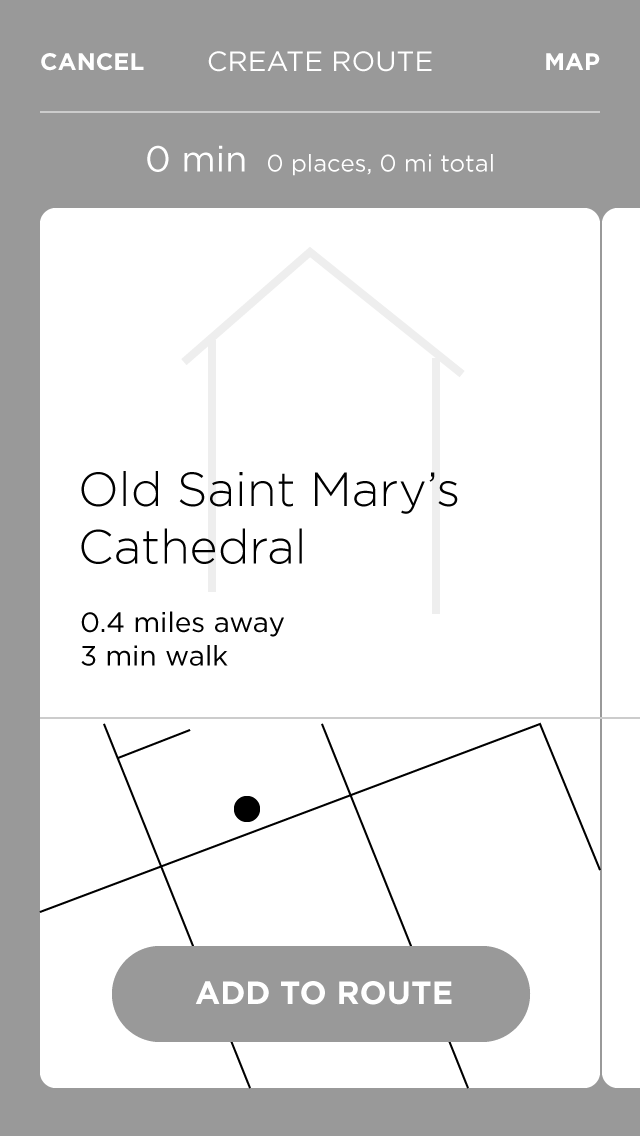 CANCEL CREATE ROUTE MAP
0 min 0 places, 0 mi total
Old Saint Mary’s
Cathedral
0.4 miles away
3 min walk
ADD TO ROUTE